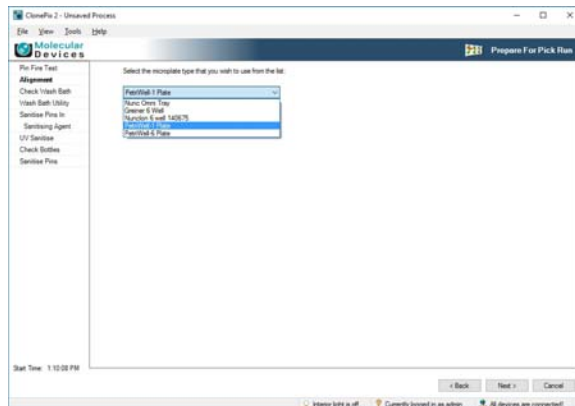 ClonePix 2 - Unsaved Process
File View Tools Help
Molecular
Devices
Prepare For Pick Run
Pin Fire Test
Alignment
Check Wash Bath
Wash Bath Utility
Sanitise Pins In
Sanitising Agent
UV Sanitise
Check Bottles
Sanitise Pins
Select the microplate type that you wish to use from the list:
PetriWell-1 Plate
Nunc Omni Tray
Greiner 6 Well
Nunclon 6 well 140675
PetriWell-1 Plate
PetriWell-6 Plate
Start Time: 1:10:00 PM
< Back Next > Cancel
Interior light is off Currently logged in as admin All devices are connected!